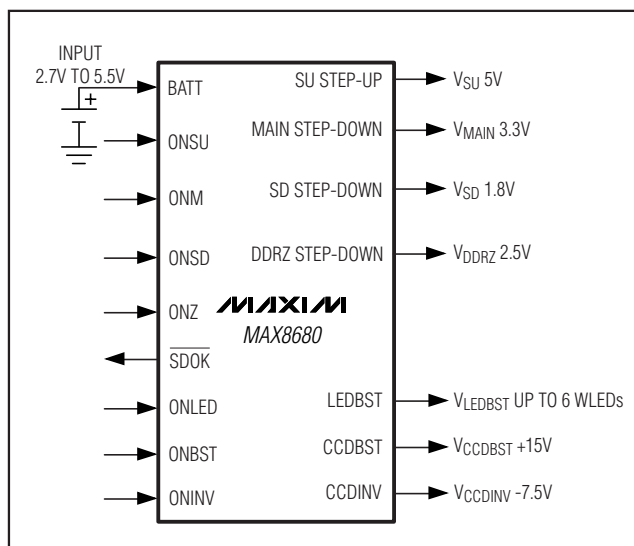 INPUT
2.7V TO 5.5V
+
BATT
ONSU
ONM
ONSD
ONZ
SDOK
ONLED
ONBST
ONINV
MAXIM
MAX8680
SU STEP-UP
MAIN STEP-DOWN
SD STEP-DOWN
DDRZ STEP-DOWN
LEDBST
CCDBST
CCDINV
VSU 5V
VMAIN 3.3V
VSD 1.8V
VDDRZ 2.5V
VLEDBST UP TO 6 WLEDs
VCCDBST +15V
VCCDINV -7.5V